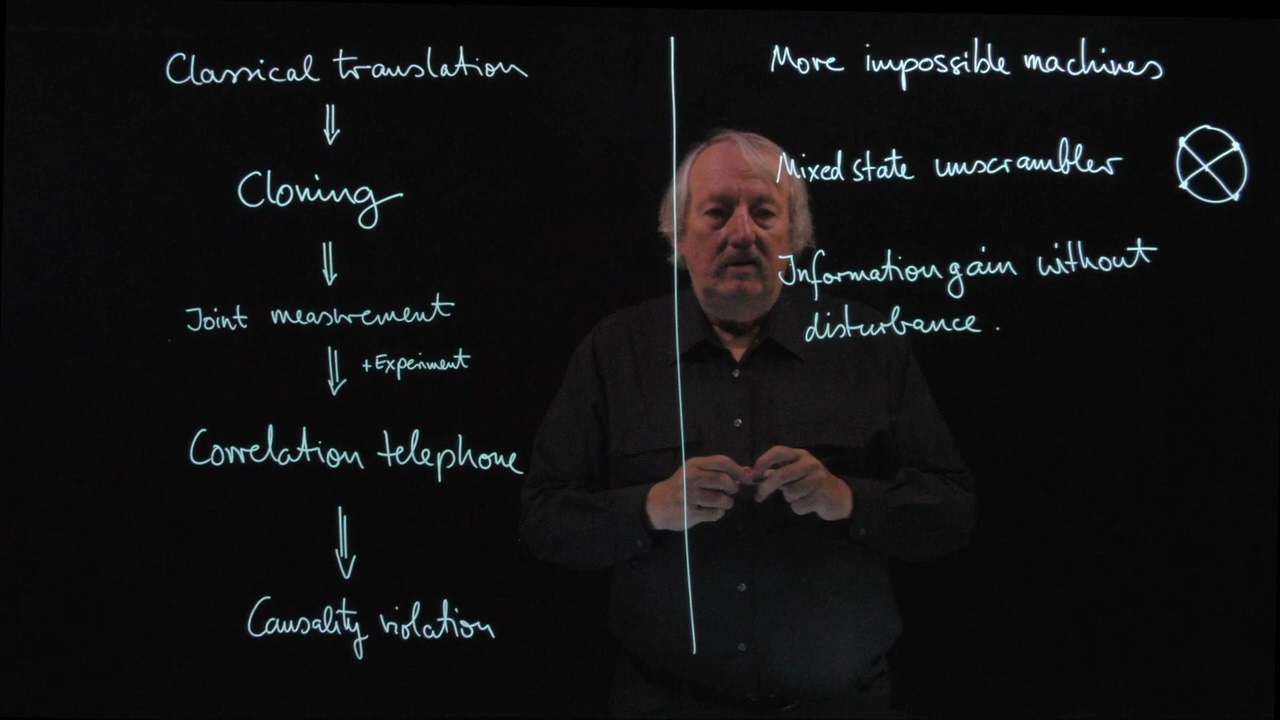 Classical translation
⇓
Cloning
⇓
Joint measurement
⇓ +Experiment
Correlation telephone
⇓
Causality violation
More impossible machines
Mixed state unscrambler
Information gain without
disturbance.